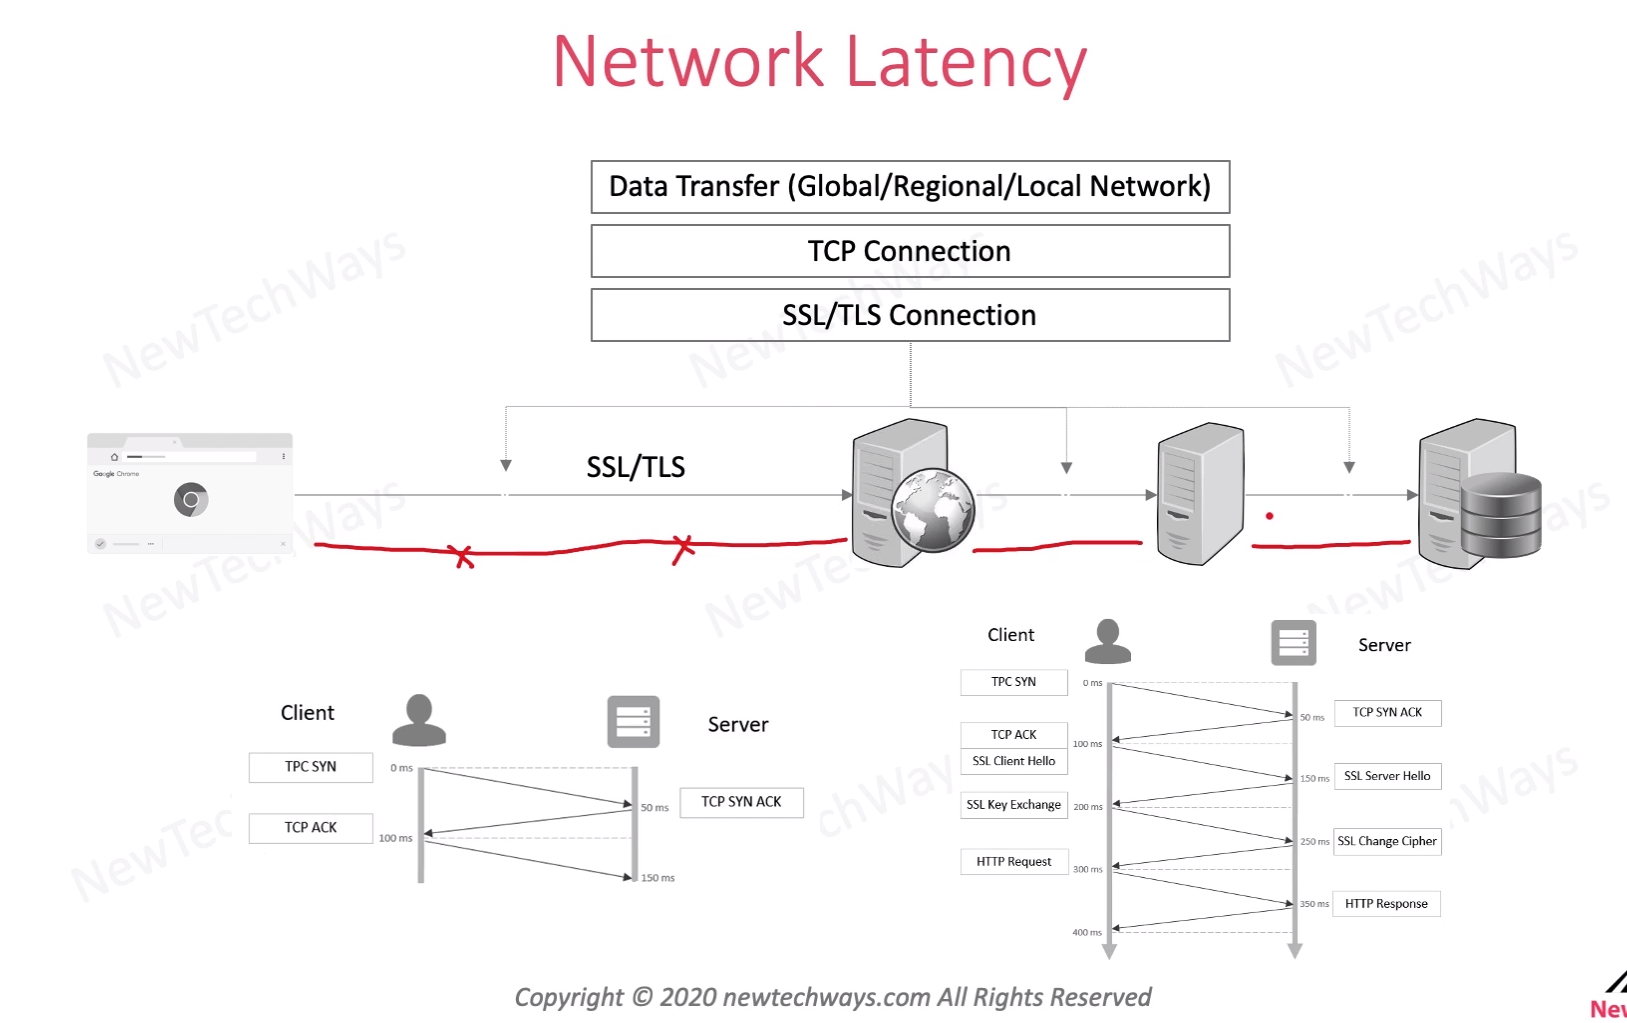 Network Latency
Data Transfer (Global/Regional/Local Network)
TCP Connection
SSL/TLS Connection
NewTechWays
NewTechWays
NewTechWays
SSL/TLS
Google Chrome
Client
Server
TPC SYN
0 ms
TCP SYN ACK
50 ms
TCP ACK
100 ms
150 ms
Client
Server
TPC SYN
0 ms
50 ms
TCP SYN ACK
TCP ACK
100 ms
SSL Client Hello
150 ms
SSL Server Hello
SSL Key Exchange
200 ms
250 ms
SSL Change Cipher
HTTP Request
300 ms
350 ms
HTTP Response
400 ms
Copyright © 2020 newtechways.com All Rights Reserved